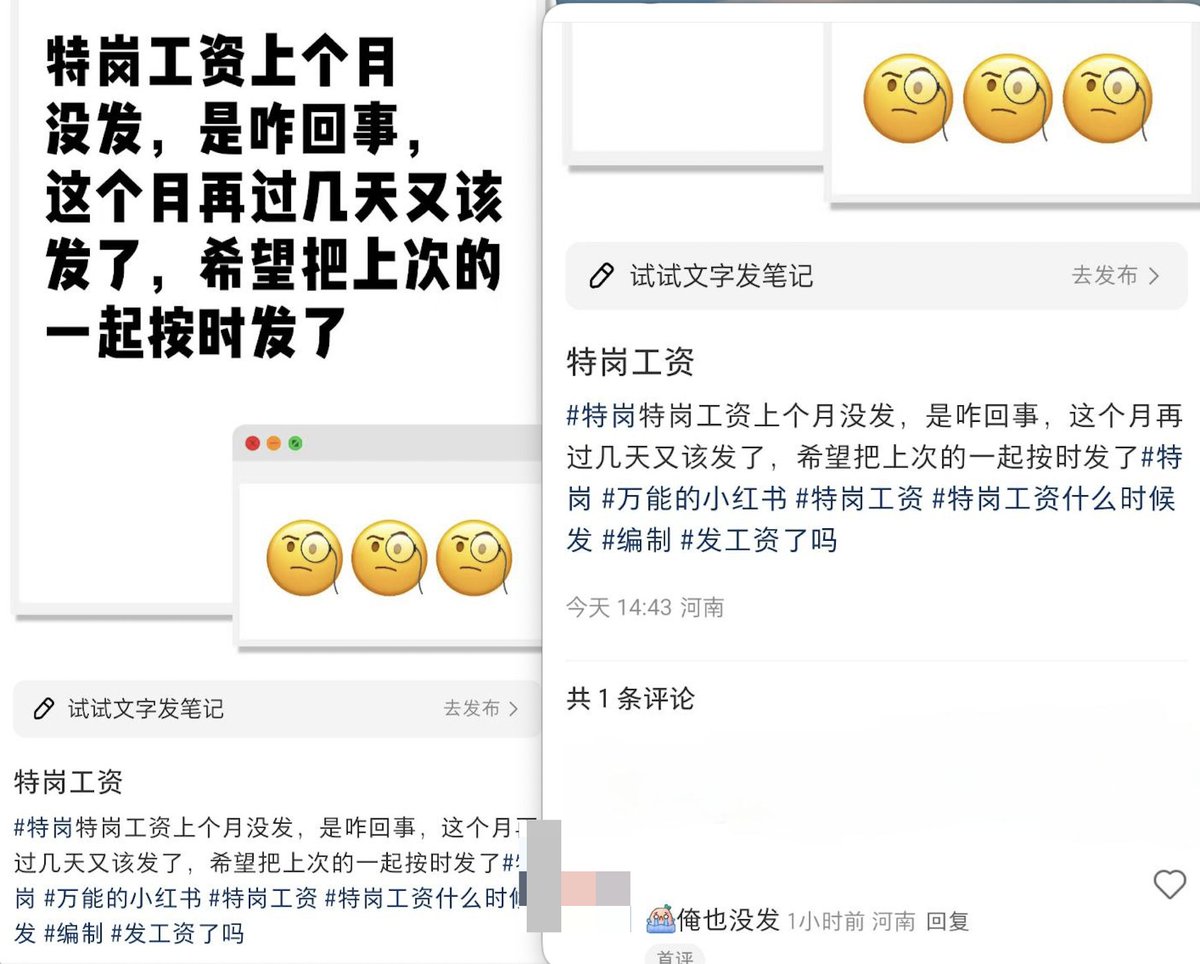 特岗工资上个月
没发，是咋回事，
这个月再过几天又该
发了，希望把上次的
一起按时发了
试试文字发笔记
去发布
特岗工资
#特岗特岗工资上个月没发，是咋回事，这个月
过几天又该发了，希望把上次的一起按时发了#
岗 #万能的小红书 #特岗工资 #特岗工资什么时
发 #编制 #发工资了吗
试试文字发笔记
去发布
特岗工资
#特岗特岗工资上个月没发，是咋回事，这个月再
过几天又该发了，希望把上次的一起按时发了#特
岗 #万能的小红书 #特岗工资 #特岗工资什么时候
发 #编制 #发工资了吗
今天 14:43 河南
共 1 条评论
俺也没发 1小时前 河南 回复
首评